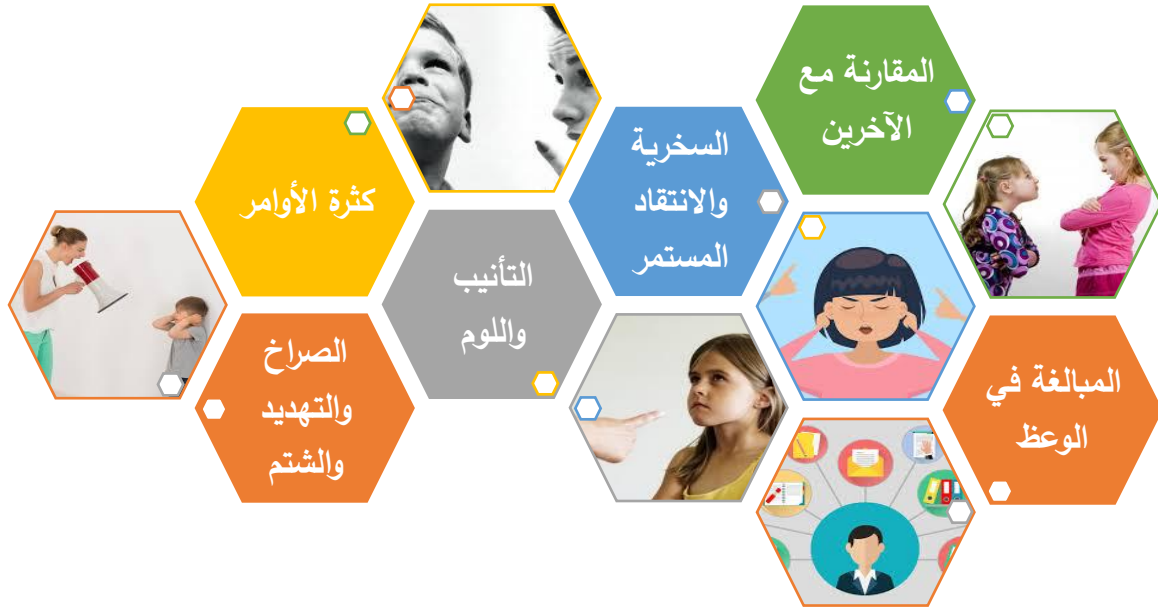 المقارنة مع
الآخرين
السخرية
والانتقاد
المستمر
كثرة الأوامر
التأنيب
واللوم
المبالغة في
الوعظ
الصراخ
والتهديد
والشتم